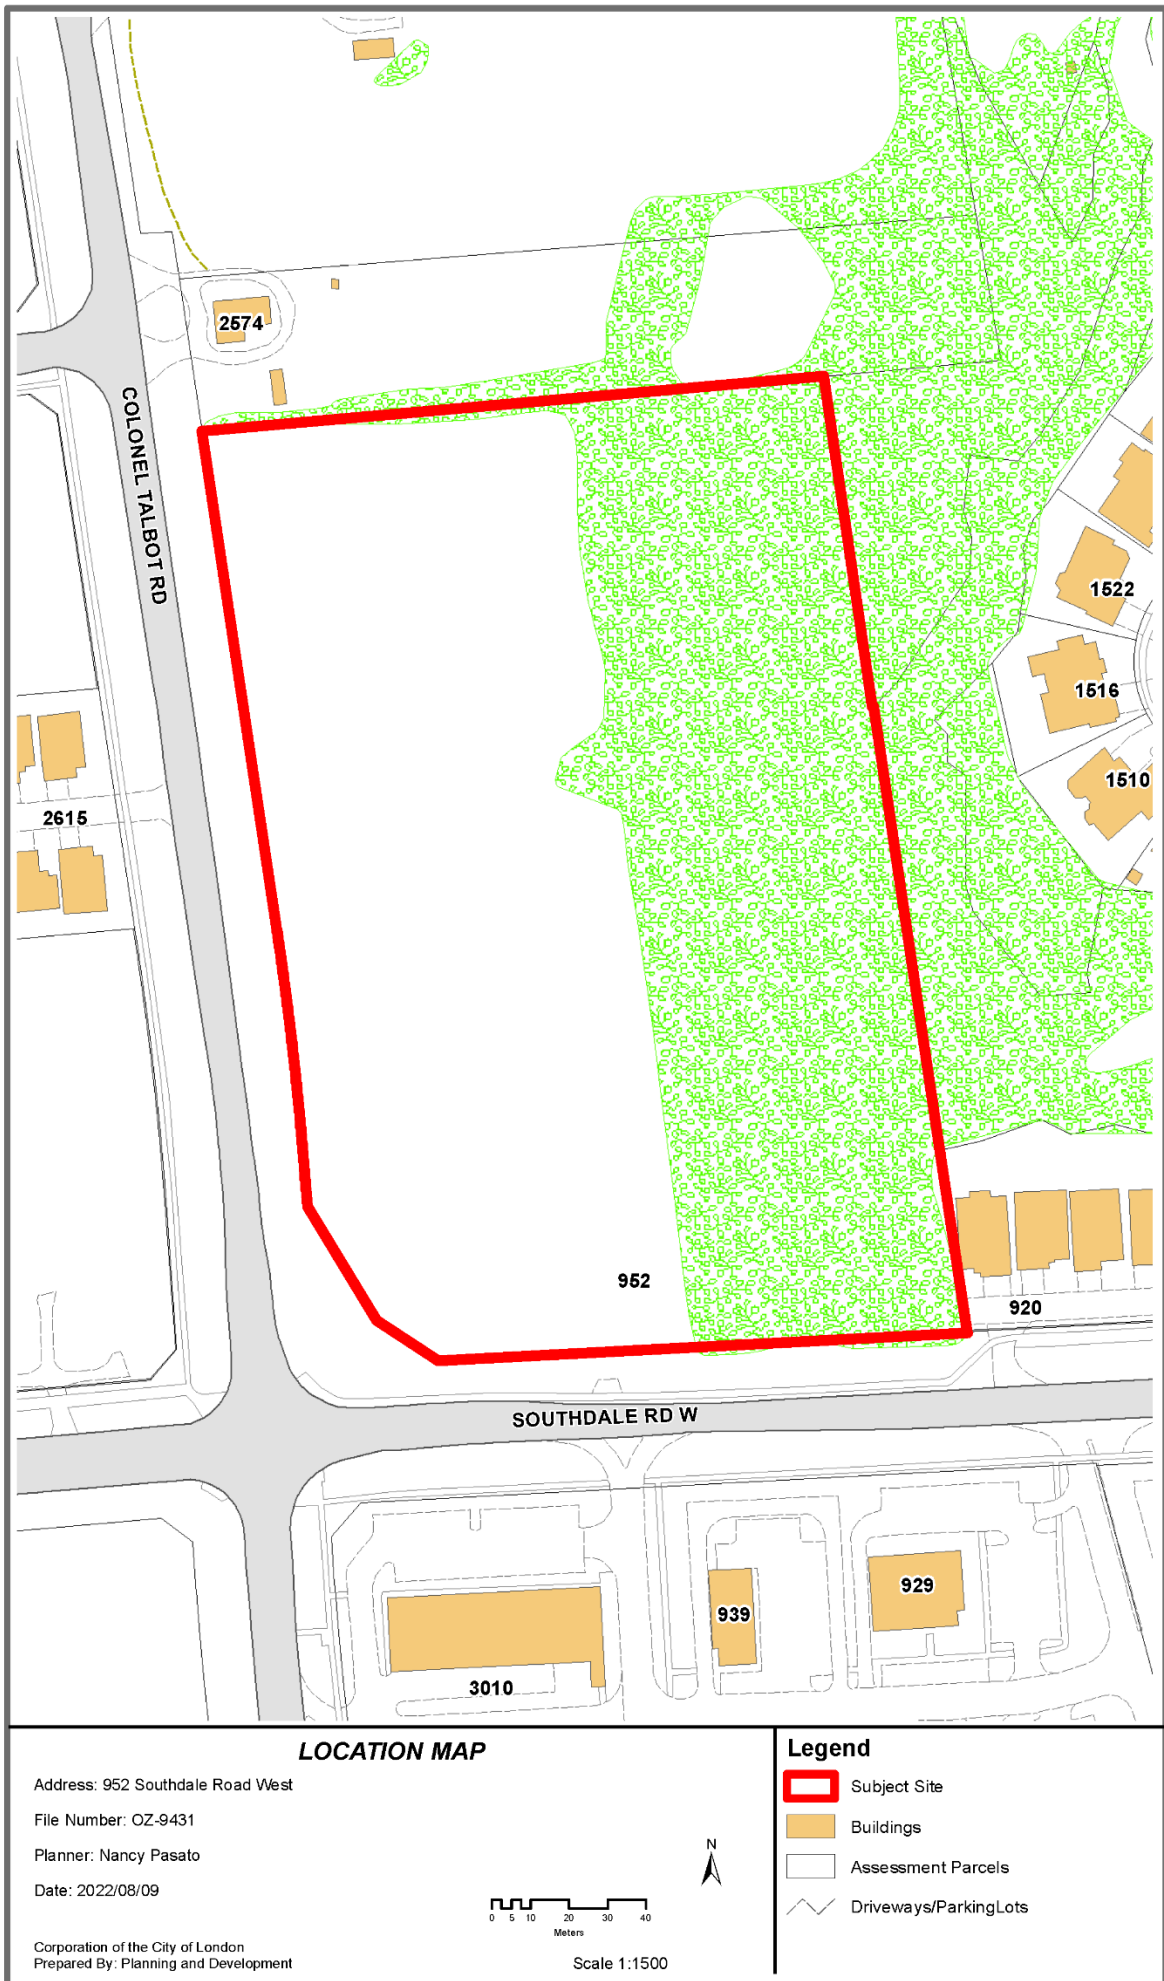 2574
COLONEL TALBOT RD
1522
1516
1510
2615
952
920
SOUTHDALE RD W
929
939
3010
LOCATION MAP
Address: 952 Southdale Road West
File Number: OZ-9431
Planner: Nancy Pasato
Date: 2022/08/09
Corporation of the City of London
Prepared By: Planning and Development
N
0 5 10 20 30 40
Meters
Scale 1:1500
Legend
Subject Site
Buildings
Assessment Parcels
Driveways/ParkingLots